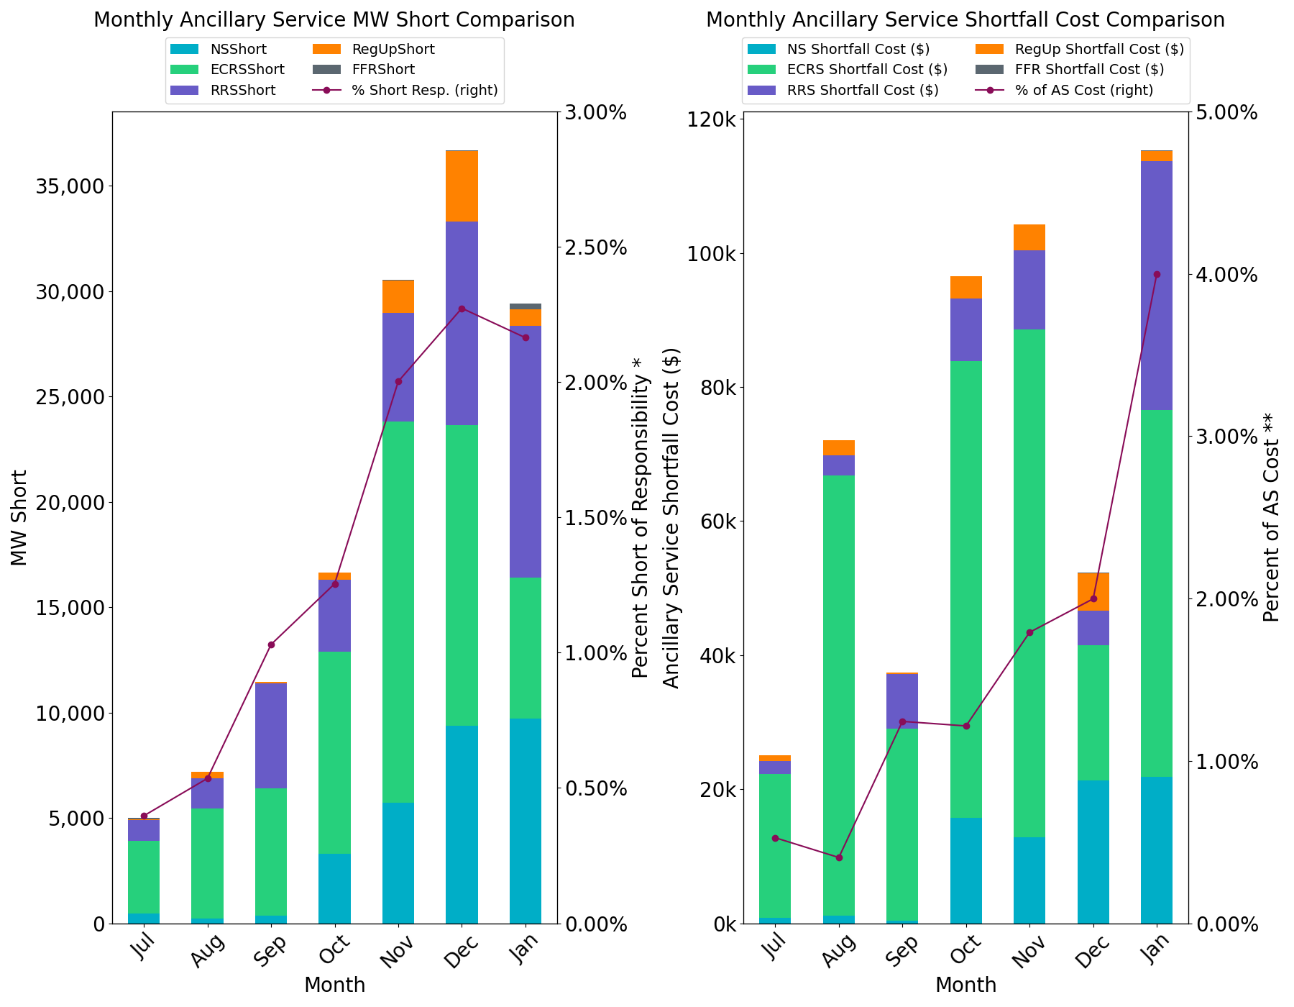 Monthly Ancillary Service MW Short Comparison
NSShort
ECRSShort
RRSShort
RegUpShort
FFRShort
% Short Resp. (right)
35,000
30,000
25,000
20,000
15,000
10,000
5,000
0
MW Short
3.00%
2.50%
2.00%
1.50%
1.00%
0.50%
0.00%
Percent Short of Responsibility *
Jul
Aug
Sep
Oct
Nov
Dec
Jan
Month
Monthly Ancillary Service Shortfall Cost Comparison
NS Shortfall Cost ($)
ECRS Shortfall Cost ($)
RRS Shortfall Cost ($)
RegUp Shortfall Cost ($)
FFR Shortfall Cost ($)
% of AS Cost (right)
120k
100k
80k
60k
40k
20k
0k
Ancillary Service Shortfall Cost ($)
5.00%
4.00%
3.00%
2.00%
1.00%
0.00%
Percent of AS Cost **
Jul
Aug
Sep
Oct
Nov
Dec
Jan
Month